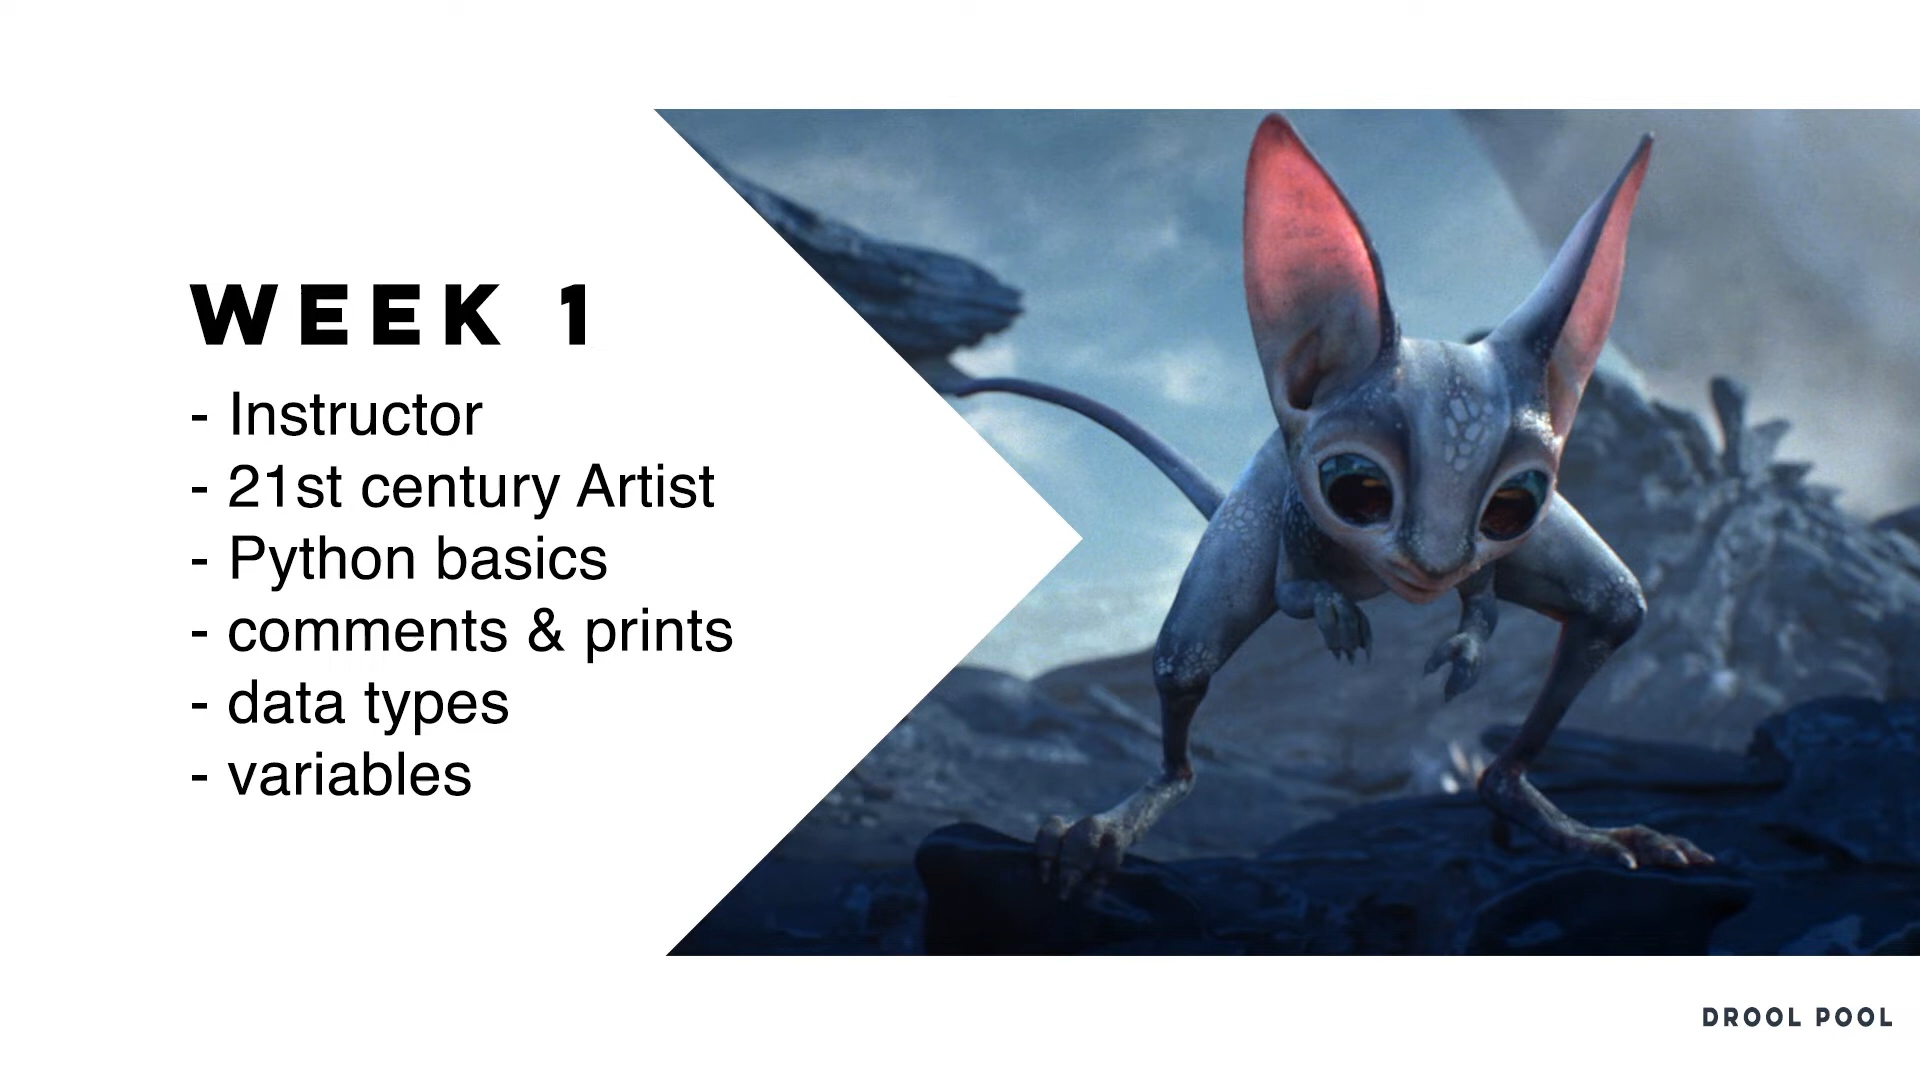 WEEK 1
- Instructor
- 21st century Artist
- Python basics
- comments & prints
- data types
- variables
DROOL POOL